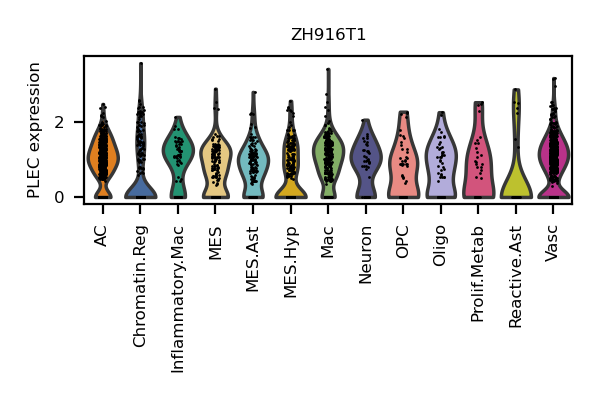 ZH916T1
PLEC expression
2
0
AC
Chromatin.Reg
Inflammatory.Mac
MES
MES.Ast
MES.Hyp
Mac
Neuron
OPC
Oligo
Prolif.Metab
Reactive.Ast
Vasc